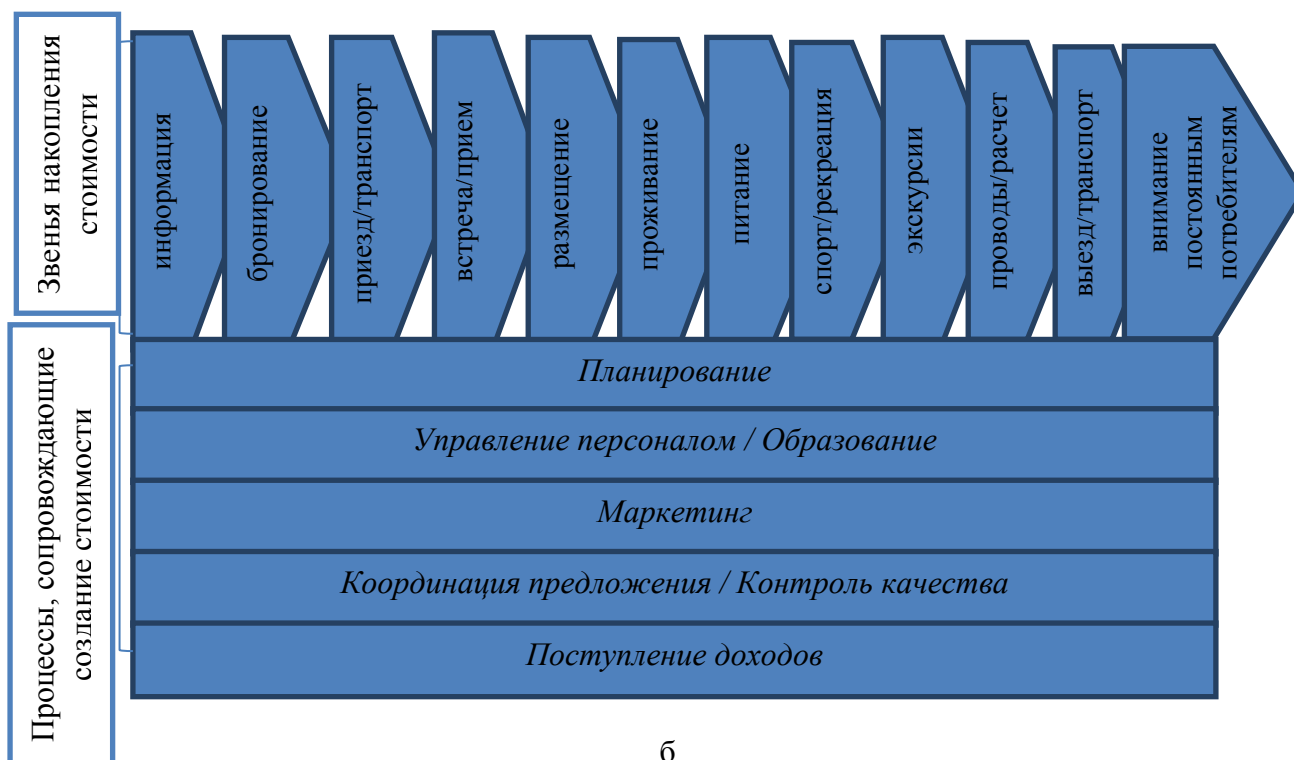 Звенья накопления
стоимости
информация
бронирование
приезд/транспорт
встреча/прием
размещение
проживание
питание
спорт/рекреация
экскурсии
проводы/расчет
выезд/транспорт
внимание
постоянным
потребителям
Процессы, сопровождающие
созлание стоимости
Планирование
Управление персоналом / Образование
Маркетинг
Координация предложения / Контроль качества
Поступление доходов
б